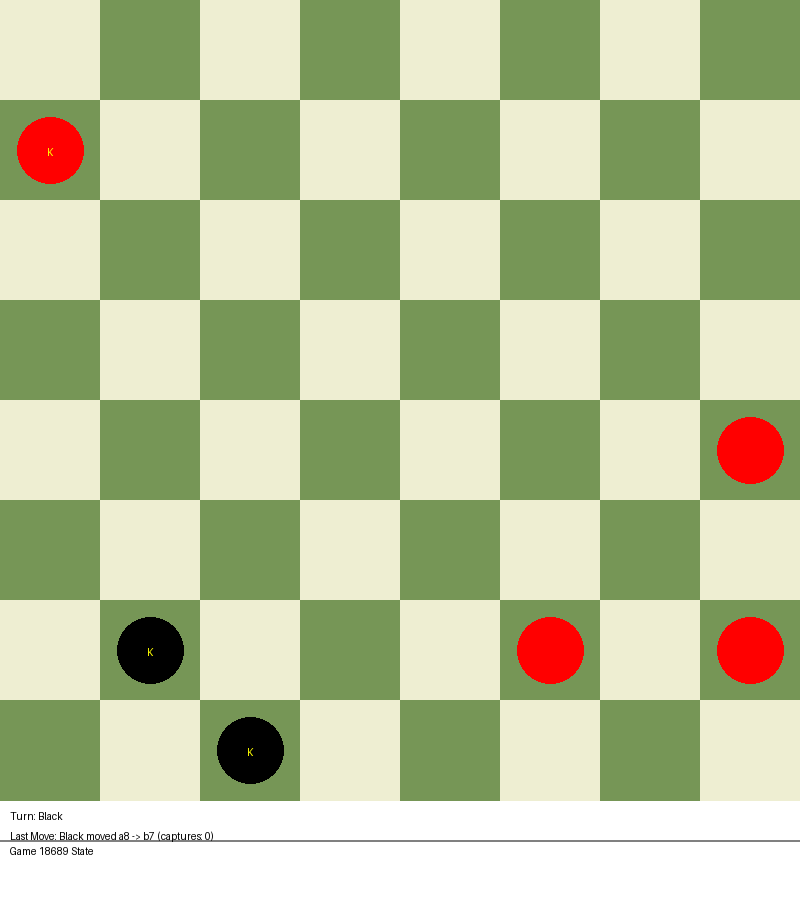 K
K
K
Turn: Black
Last Move: Black moved a8 -> b7 (captures: 0)
Game 18689 State